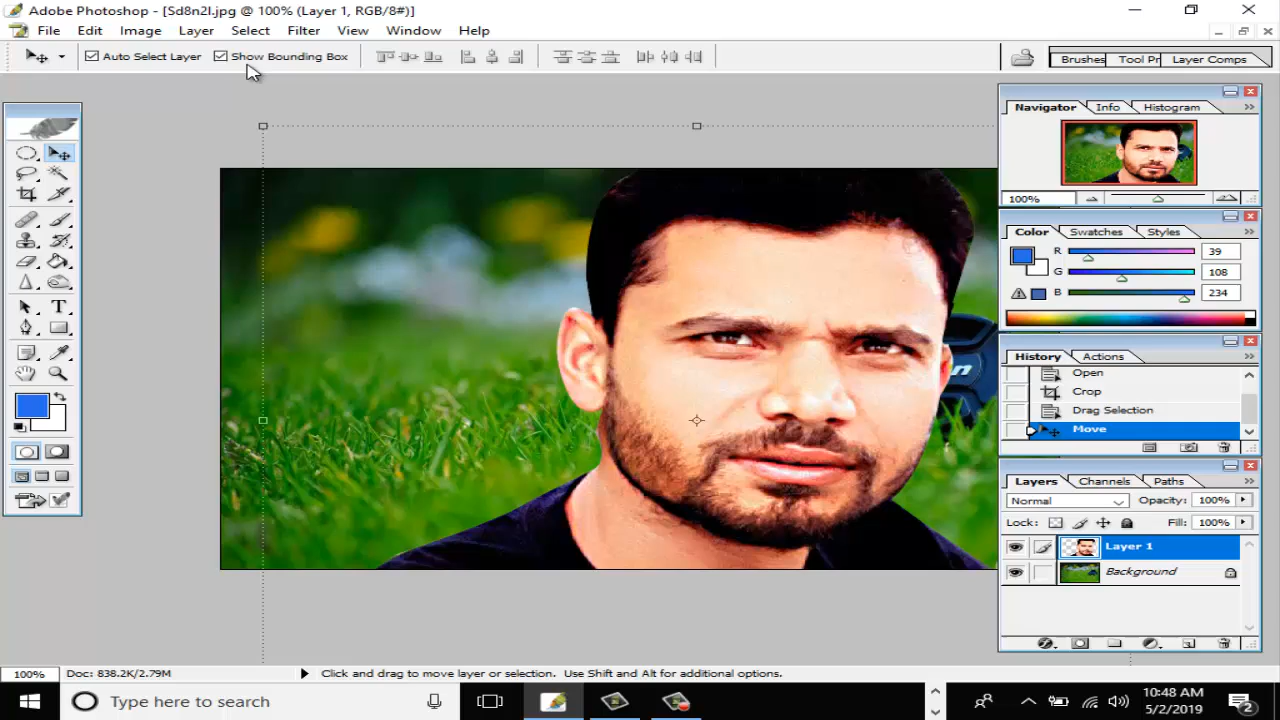 Adobe Photoshop - [Sd8n2l.jpg @ 100% (Layer 1, RGB/8#)]
File Edit Image Layer Select Filter View Window Help
Auto Select Layer Show Bounding Box
Brushes Tool Pr Layer Comps
Navigator Info Histogram
100%
Color Swatches Styles
R 39
G 108
B 234
History Actions
Open
Crop
Drag Selection
Move
Layers Channels Paths
Normal Opacity: 100%
Lock: Fill: 100%
Layer 1
Background
T
100% Doc: 838.2K/2.79M Click and drag to move layer or selection. Use Shift and Alt for additional options.
Type here to search
10:48 AM
5/2/2019
2